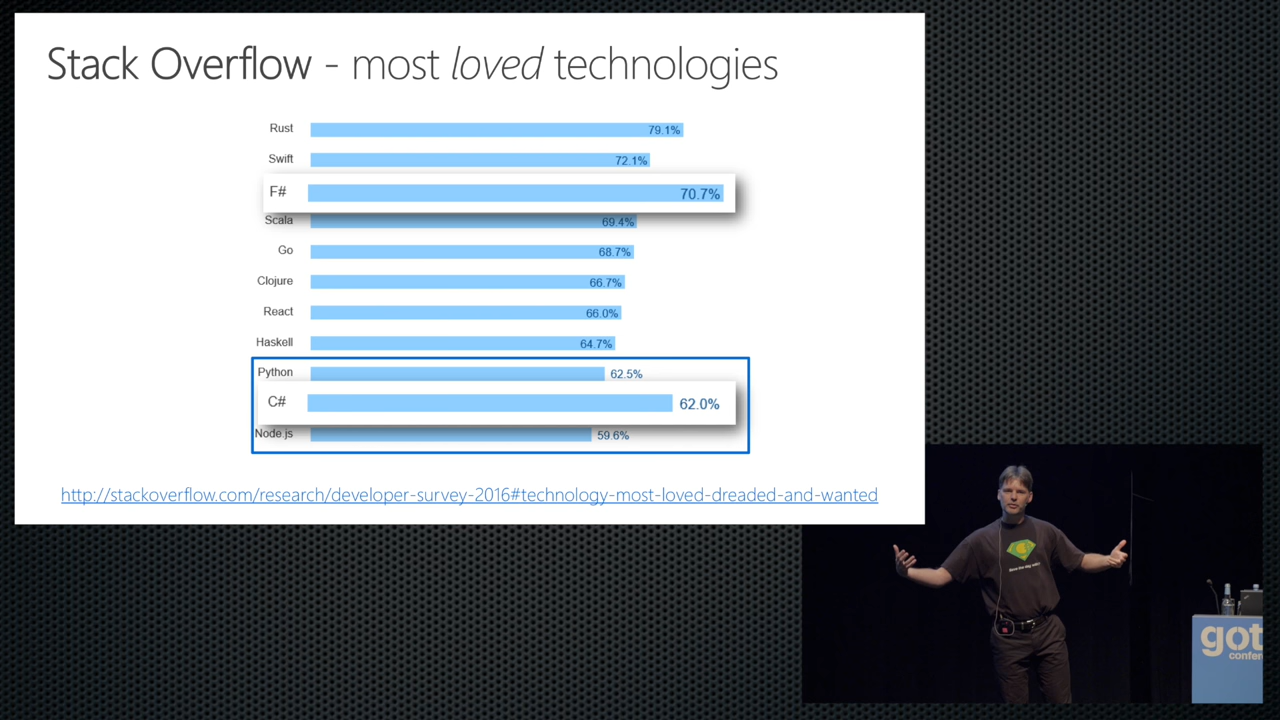 Stack Overflow - most loved technologies
Rust 79.1%
Swift 72.1%
F# 70.7%
Scala 69.4%
Go 68.7%
Clojure 66.7%
React 66.0%
Haskell 64.7%
Python 62.5%
C# 62.0%
Node.js 59.6%
http://stackoverflow.com/research/developer-survey-2016#technology-most-loved-dreaded-and-wanted
got
confere